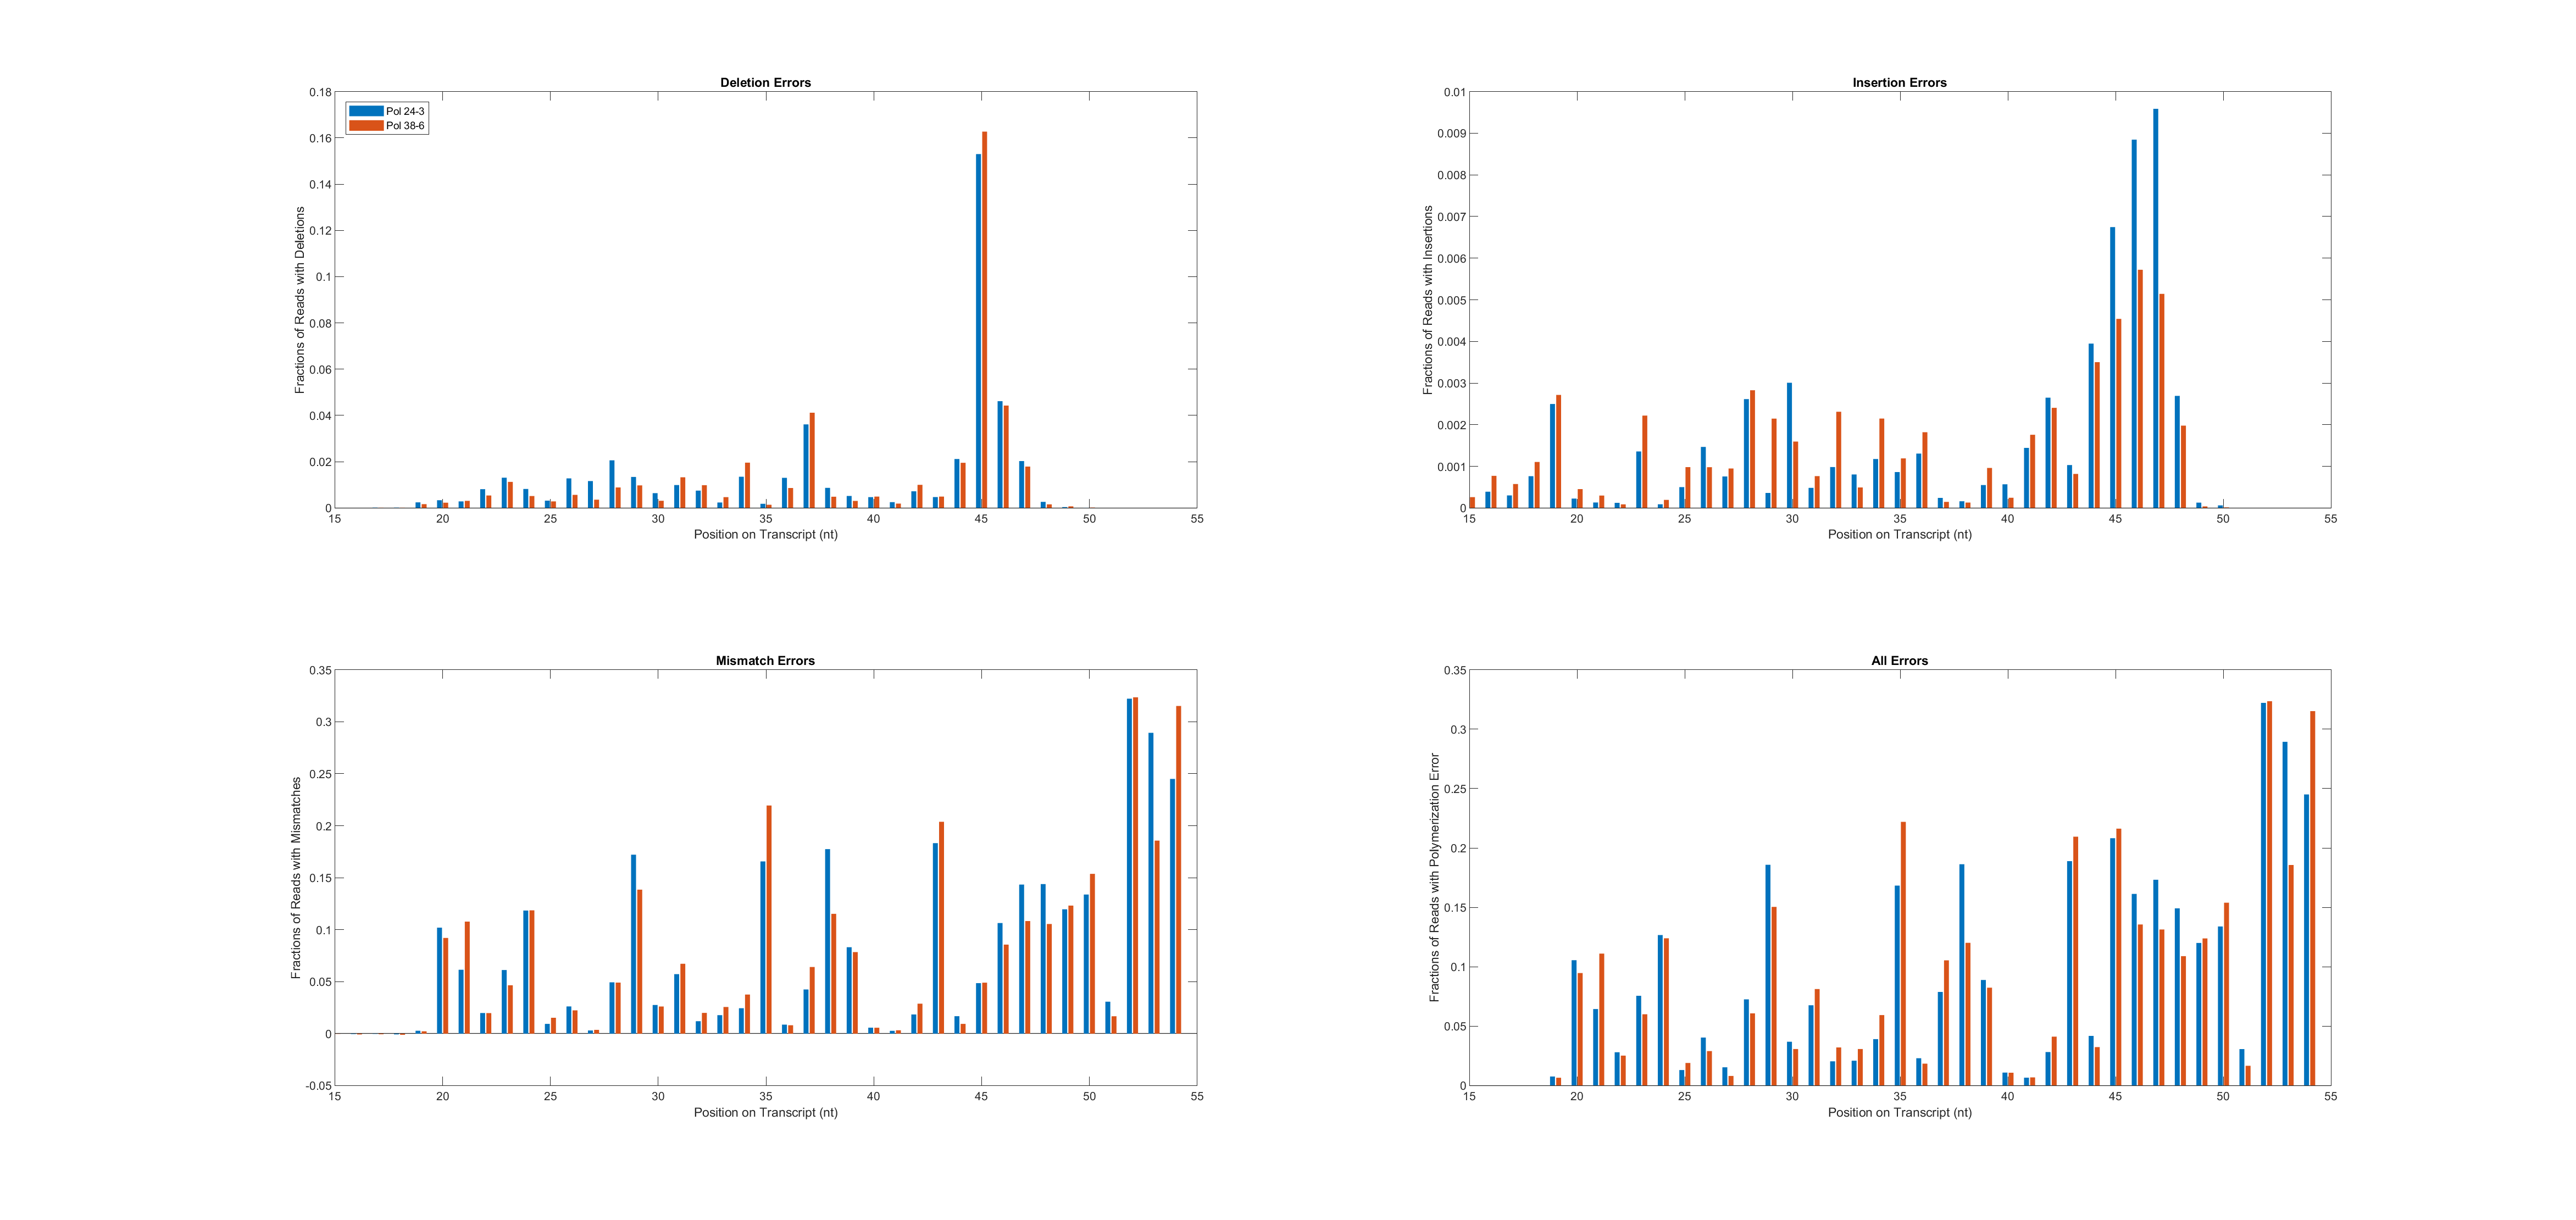 Deletion Errors
0.18
0.16
0.14
0.12
0.1
0.08
0.06
0.04
0.02
0
Fractions of Reads with Deletions
Pol 24-3
Pol 38-6
15 20 25 30 35 40 45 50 55
Position on Transcript (nt)
Insertion Errors
0.01
0.009
0.008
0.007
0.006
0.005
0.004
0.003
0.002
0.001
0
Fractions of Reads with Insertions
15 20 25 30 35 40 45 50 55
Position on Transcript (nt)
Mismatch Errors
0.35
0.3
0.25
0.2
0.15
0.1
0.05
0
-0.05
Fractions of Reads with Mismatches
15 20 25 30 35 40 45 50 55
Position on Transcript (nt)
All Errors
0.35
0.3
0.25
0.2
0.15
0.1
0.05
0
Fractions of Reads with Polymerization Error
15 20 25 30 35 40 45 50 55
Position on Transcript (nt)